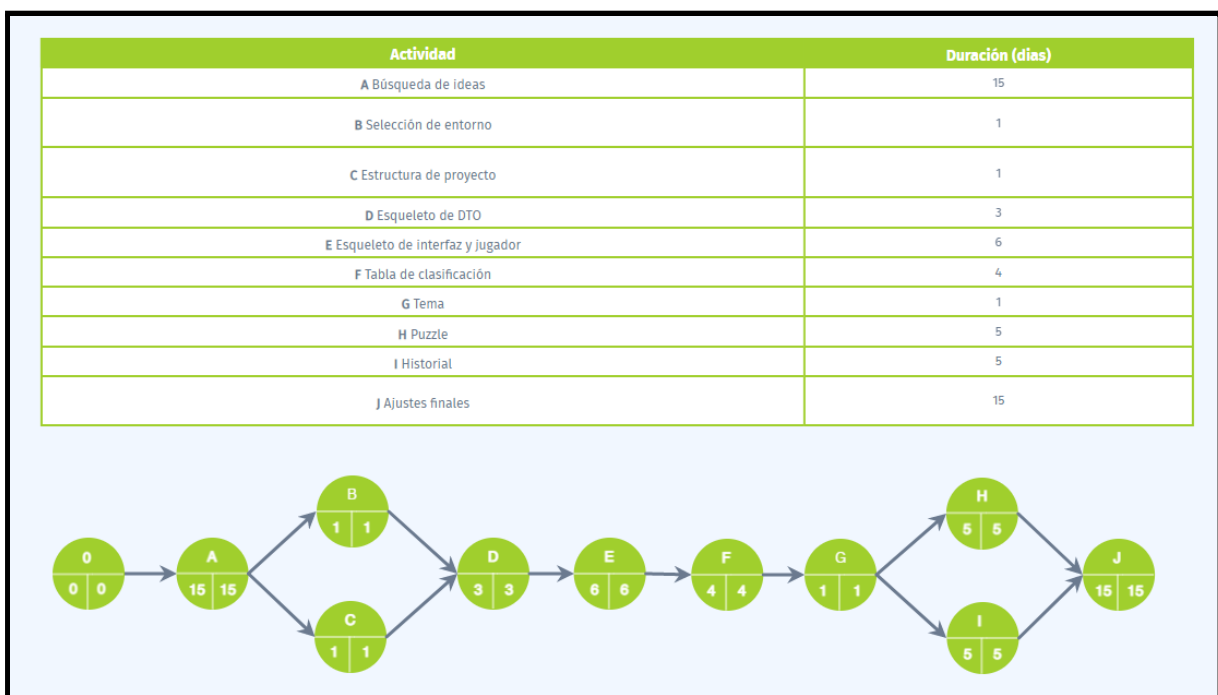 Actividad Duración (dias)
A Búsqueda de ideas 15
B Selección de entorno 1
C Estructura de proyecto 1
D Esqueleto de DTO 3
E Esqueleto de interfaz y jugador 6
F Tabla de clasificación 4
G Tema 1
H Puzzle 5
I Historial 5
J Ajustes finales 15
0
0 0
A
15 15
B
1 1
C
1 1
D
3 3
E
6 6
F
4 4
G
1 1
H
5 5
I
5 5
J
15 15